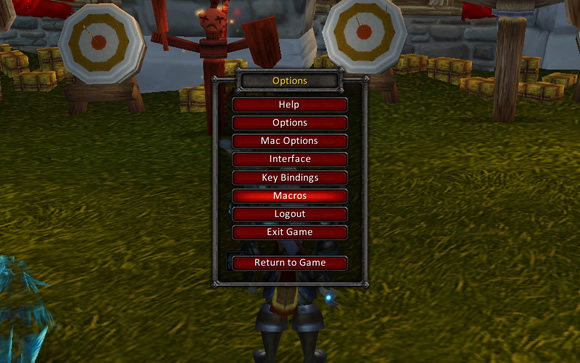 Options
Help
Options
Mac Options
Interface
Key Bindings
Macros
Logout
Exit Game
Return to Game